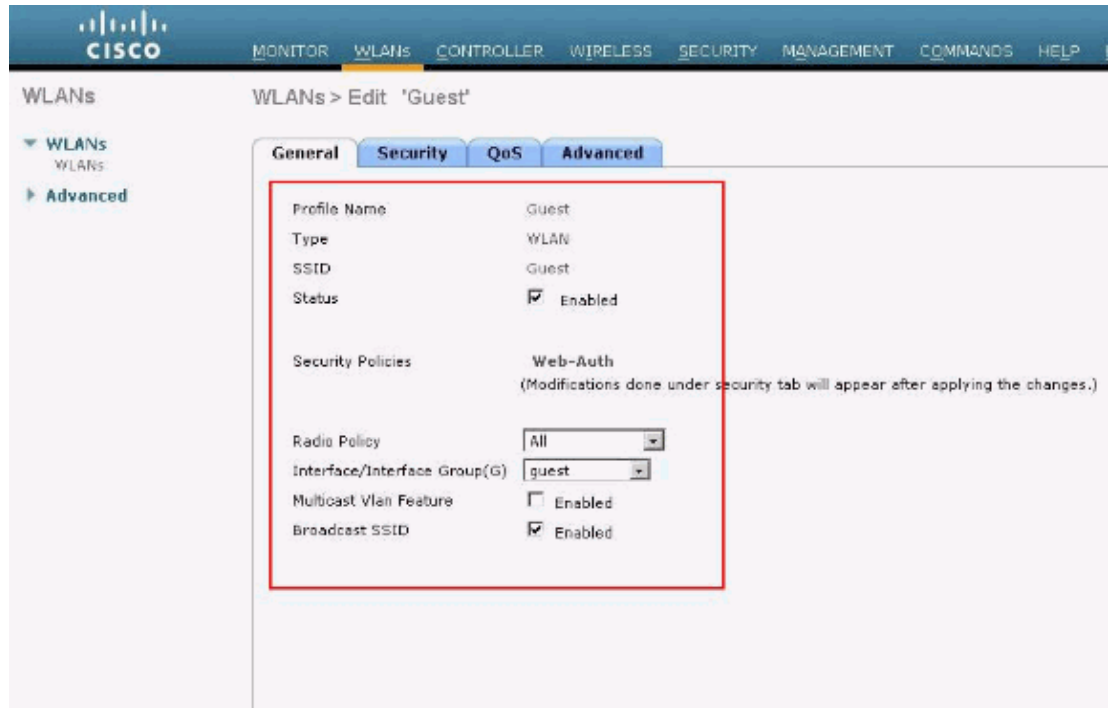 CISCO
MONITOR WLANs CONTROLLER WIRELESS SECURITY MANAGEMENT COMMANDS HELP
WLANs
WLANs > Edit 'Guest'
WLANs
WLANs
Advanced
General Security QoS Advanced
Profile Name Guest
Type WLAN
SSID Guest
Status Enabled
Security Policies Web-Auth
(Modifications done under security tab will appear after applying the changes.)
Radio Policy All
Interface/Interface Group(G) guest
Multicast Vlan Feature Enabled
Broadcast SSID Enabled